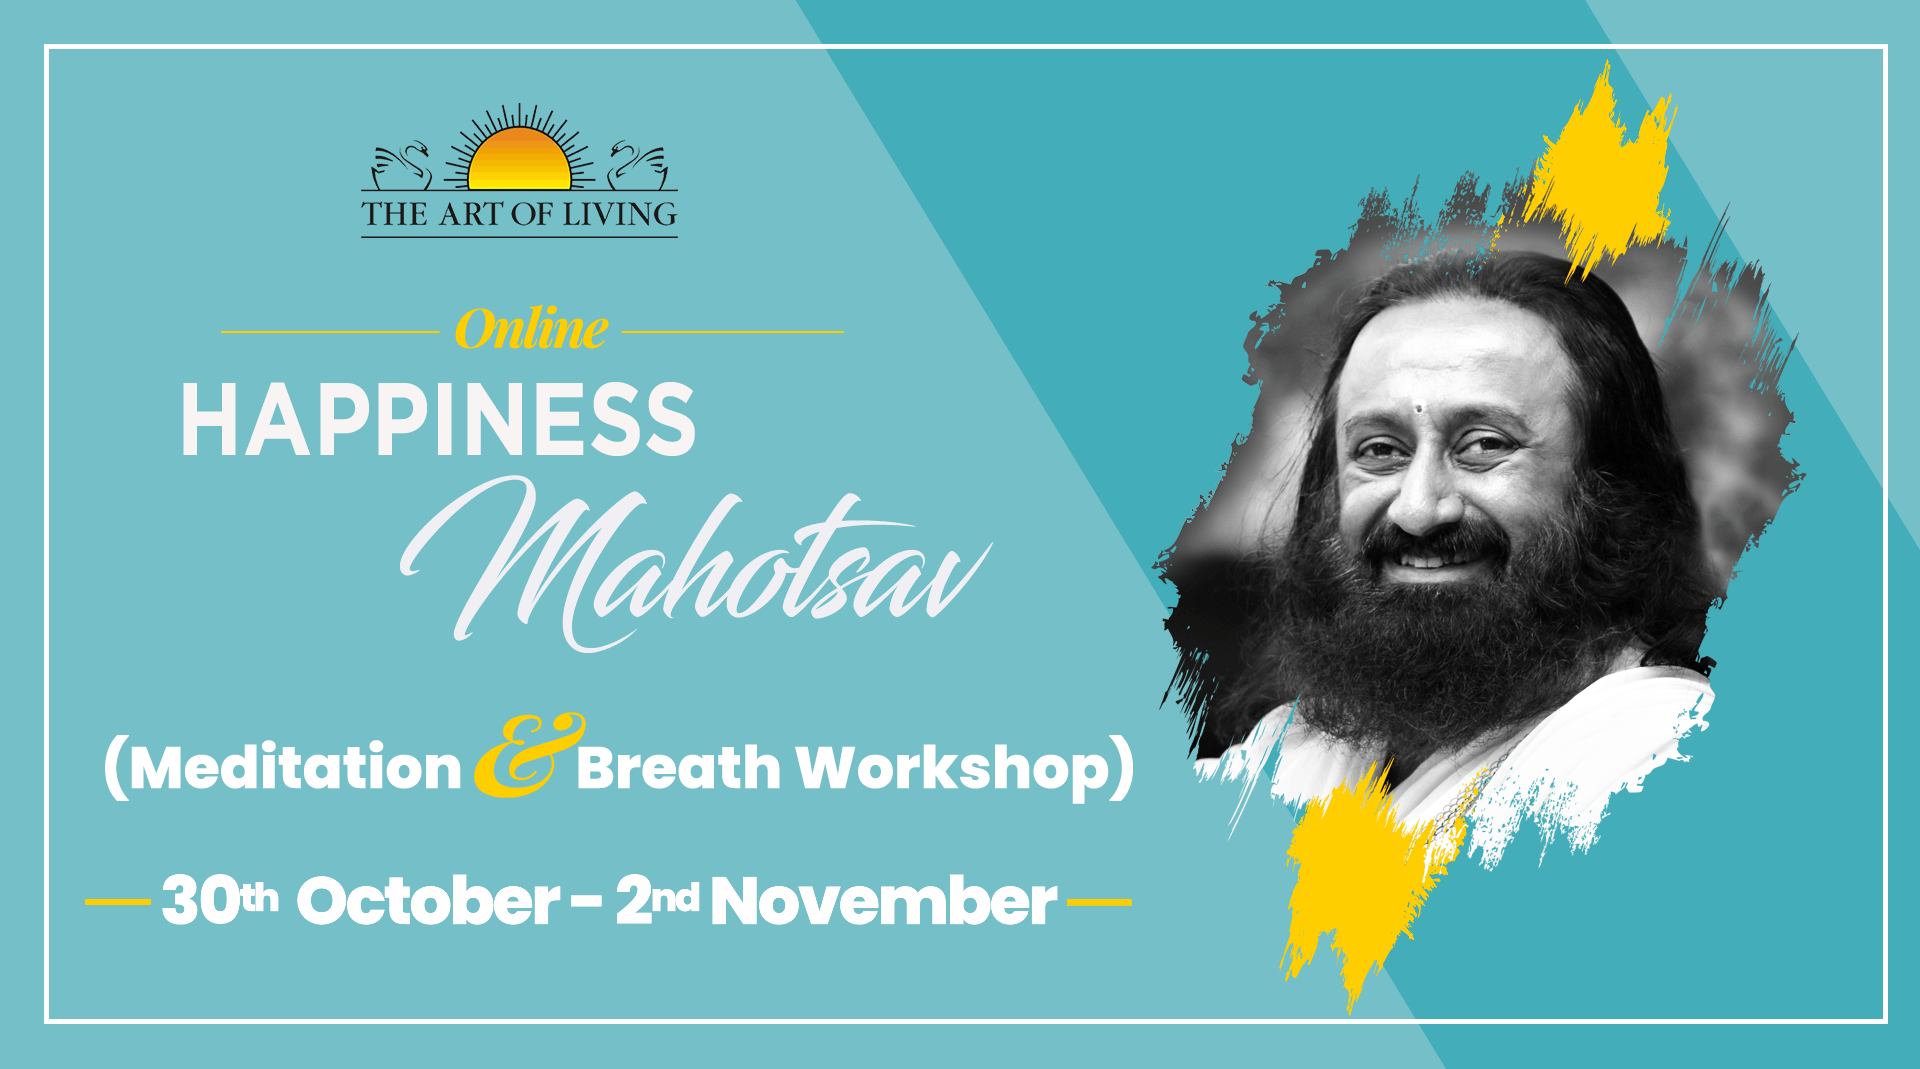 THE ART OF LIVING
Online
HAPPINESS
Mahotsav
(Meditation & Breath Workshop)
30th October - 2nd November